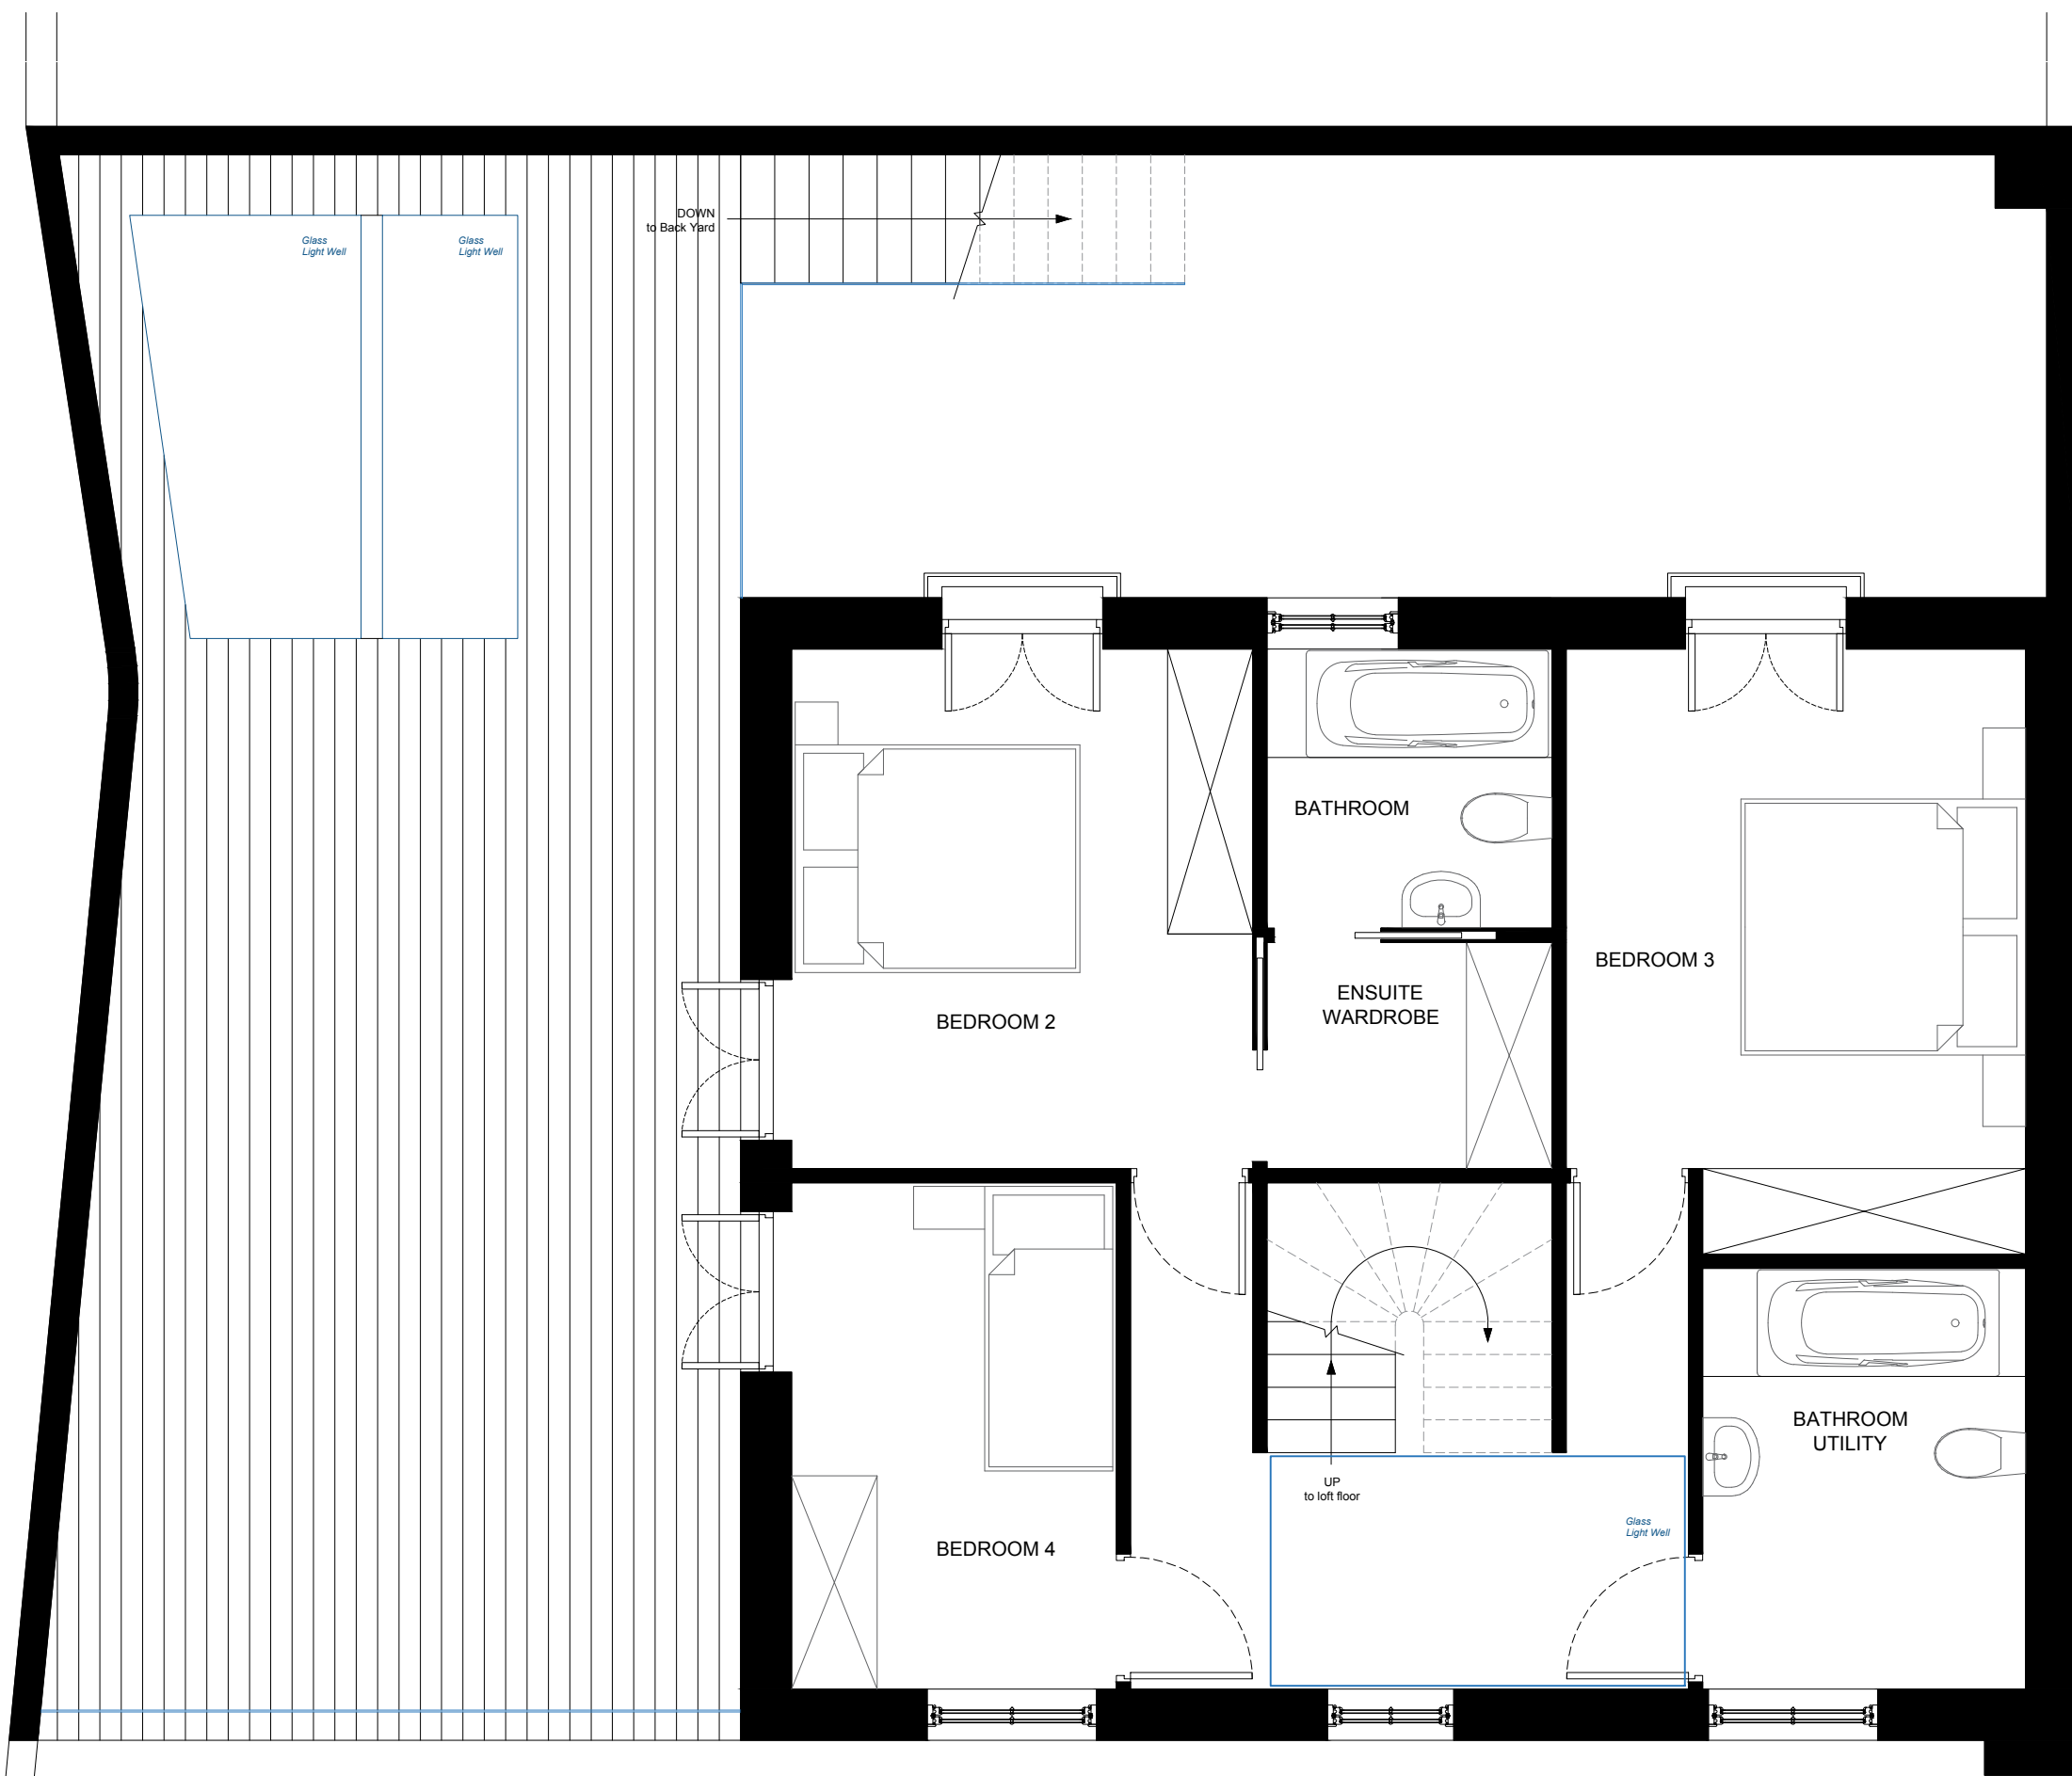 DOWN
to Back Yard
Glass
Light Well
Glass
Light Well
BATHROOM
BEDROOM 3
ENSUITE
WARDROBE
BEDROOM 2
BATHROOM
UTILITY
UP
to loft floor
Glass
Light Well
BEDROOM 4